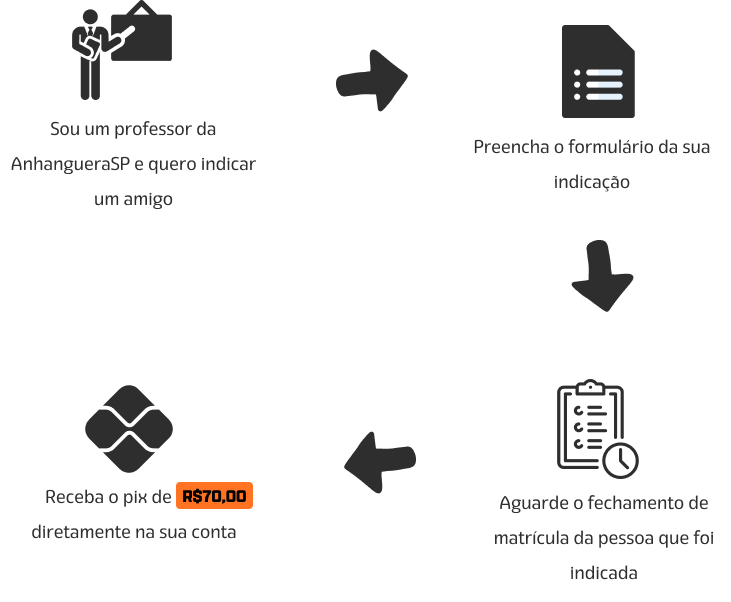 Sou um professor da
AnhangueraSP e quero indicar
um amigo
Preencha o formulário da sua
indicação
Aguarde o fechamento de
matrícula da pessoa que foi
indicada
Receba o pix de R$70,00
diretamente na sua conta